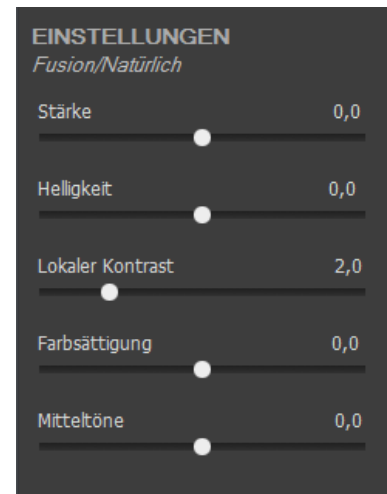 EINSTELLUNGEN
Fusion/Natürlich
Stärke 0,0
Helligkeit 0,0
Lokaler Kontrast 2,0
Farbsättigung 0,0
Mitteltöne 0,0